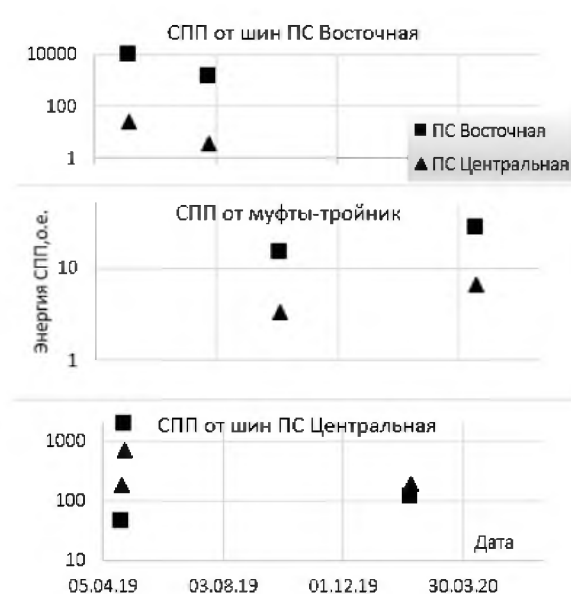 СПП от шин ПС Восточная
10000
100
1
ПС Восточная
ПС Центральная
Энергия СПП,о.е.
СПП от муфты-тройник
10
1
СПП от шин ПС Центральная
1000
100
10
Дата
05.04.19 03.08.19 01.12.19 30.03.20